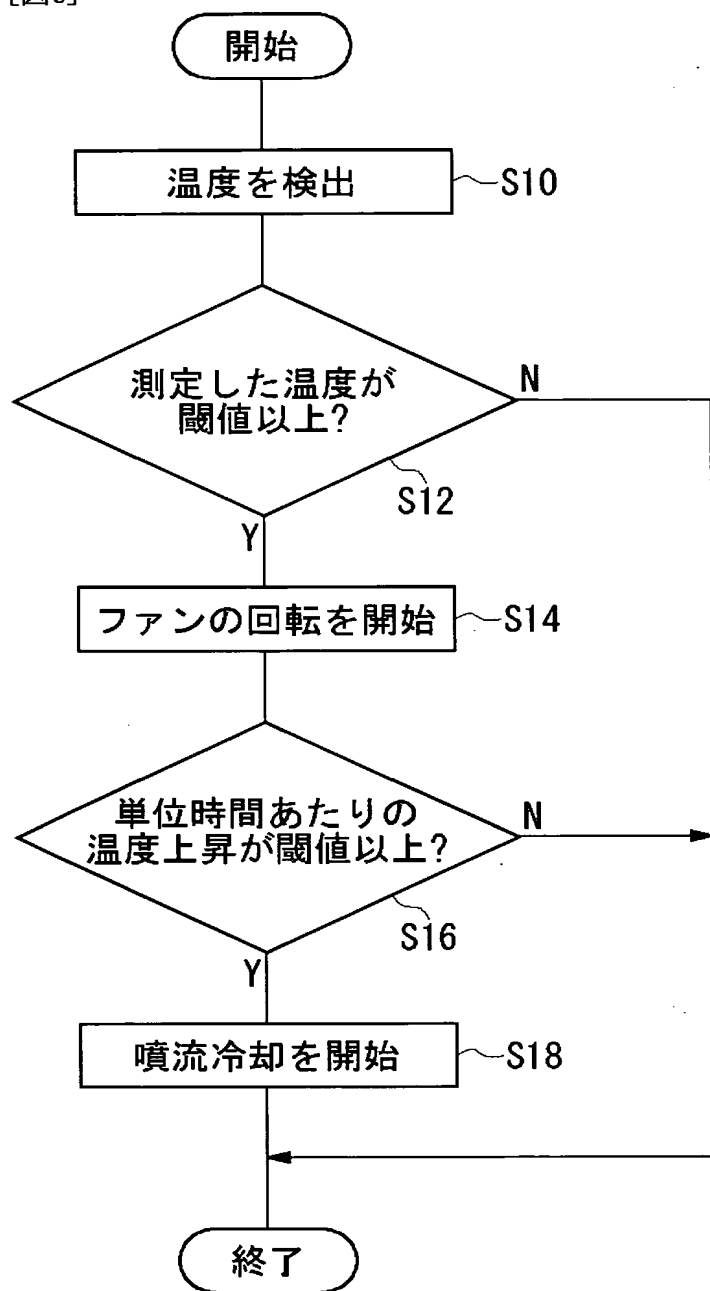 開始
温度を検出
S10
測定した温度が
閾値以上?
N
S12
Y
ファンの回転を開始
S14
単位時間あたりの
温度上昇が閾値以上?
N
S16
Y
噴流冷却を開始
S18
終了